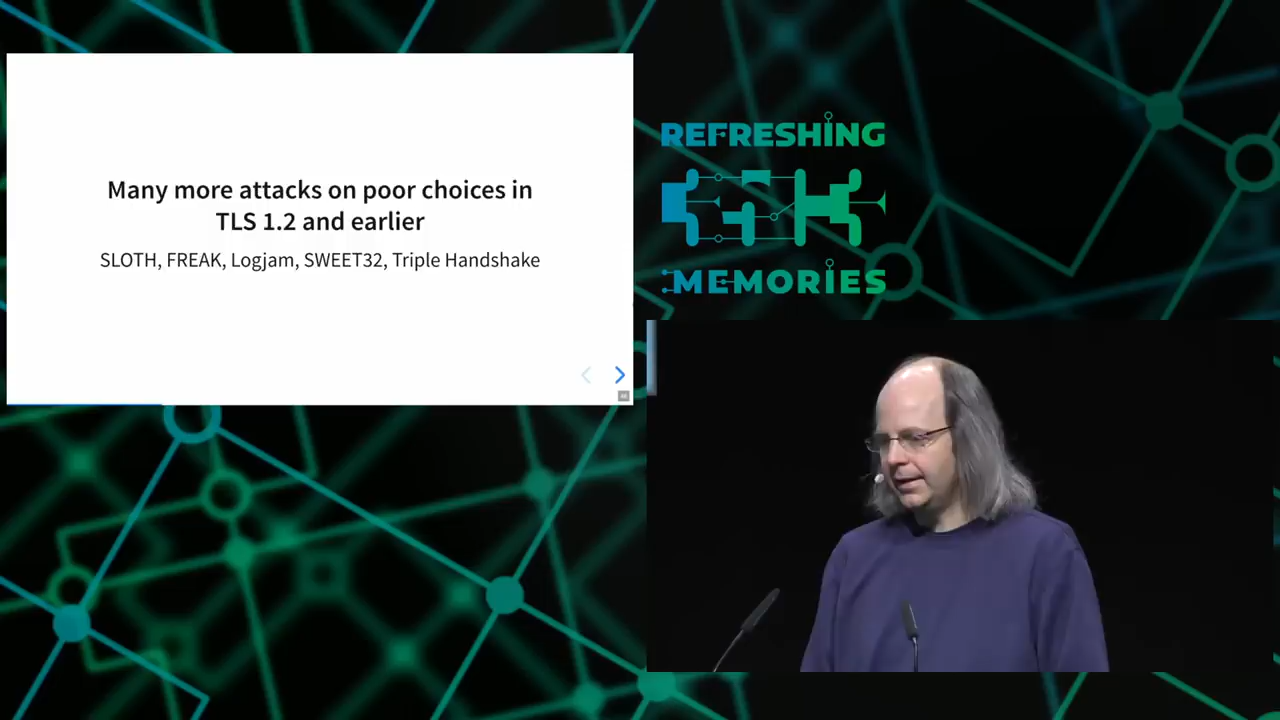 Many more attacks on poor choices in
TLS 1.2 and earlier
SLOTH, FREAK, Logjam, SWEET32, Triple Handshake
REFRESHING
MEMORIES